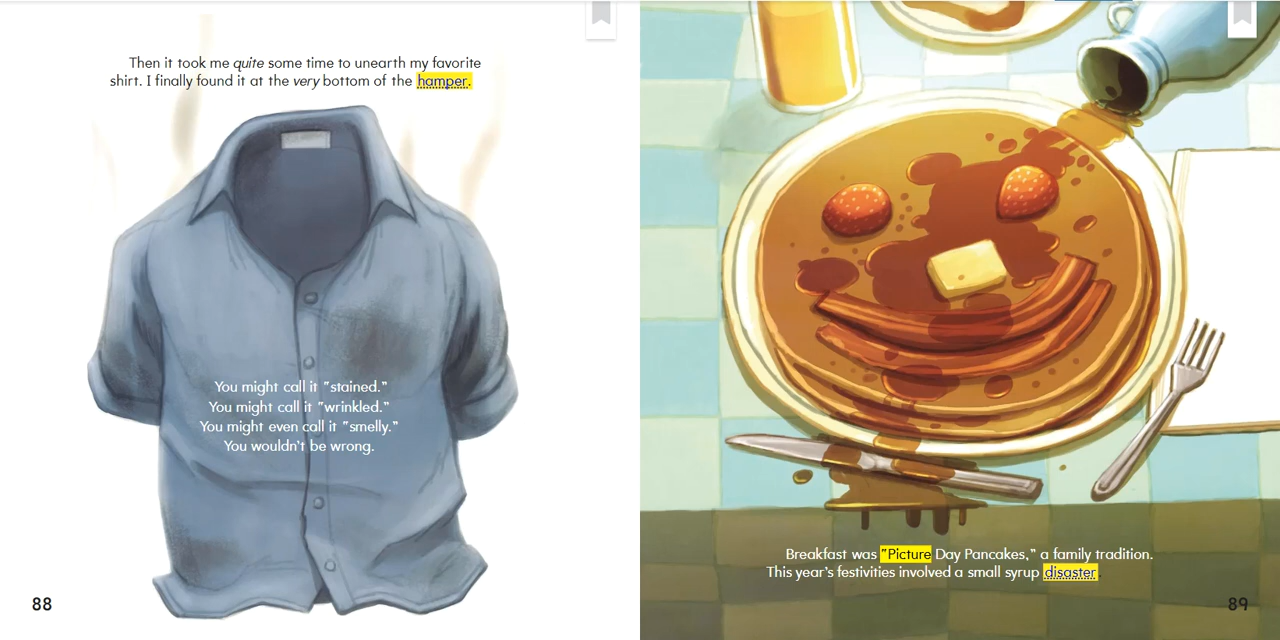 Then it took me quite some time to unearth my favorite
shirt. I finally found it at the very bottom of the hamper.
You might call it "stained."
You might call it "wrinkled."
You might even call it "smelly."
You wouldn't be wrong.
88
Breakfast was "Picture Day Pancakes," a family tradition.
This year's festivities involved a small syrup disaster.
89